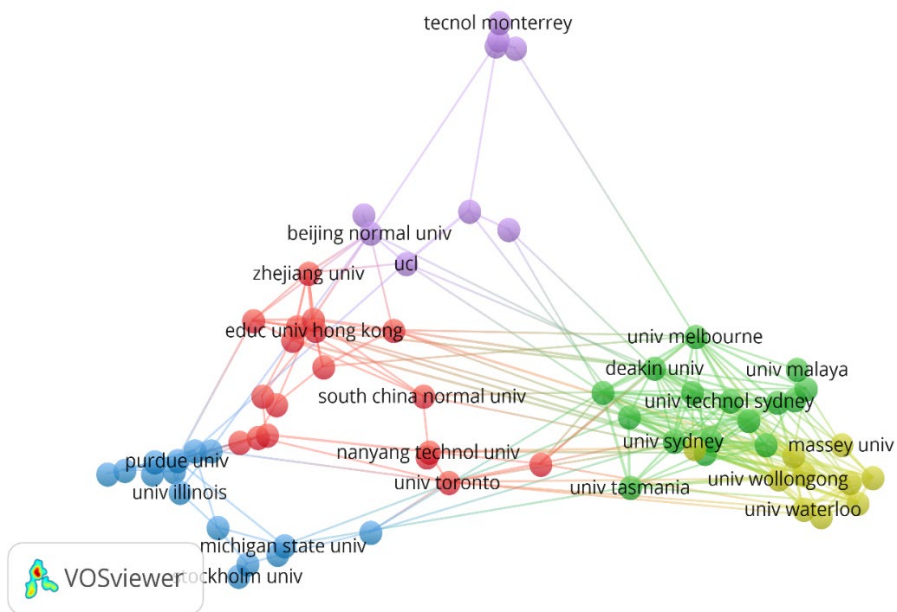 tecnol monterrey
beijing normal univ
ucl
zhejiang univ
educ univ hong kong
univ melbourne
deakin univ
univ malaya
south china normal univ
univ technol sydney
univ sydney
massey univ
nanyang technol univ
purdue univ
univ toronto
univ tasmania
univ wollongong
univ illinois
univ waterloo
michigan state univ
stockholm univ
VOSviewer